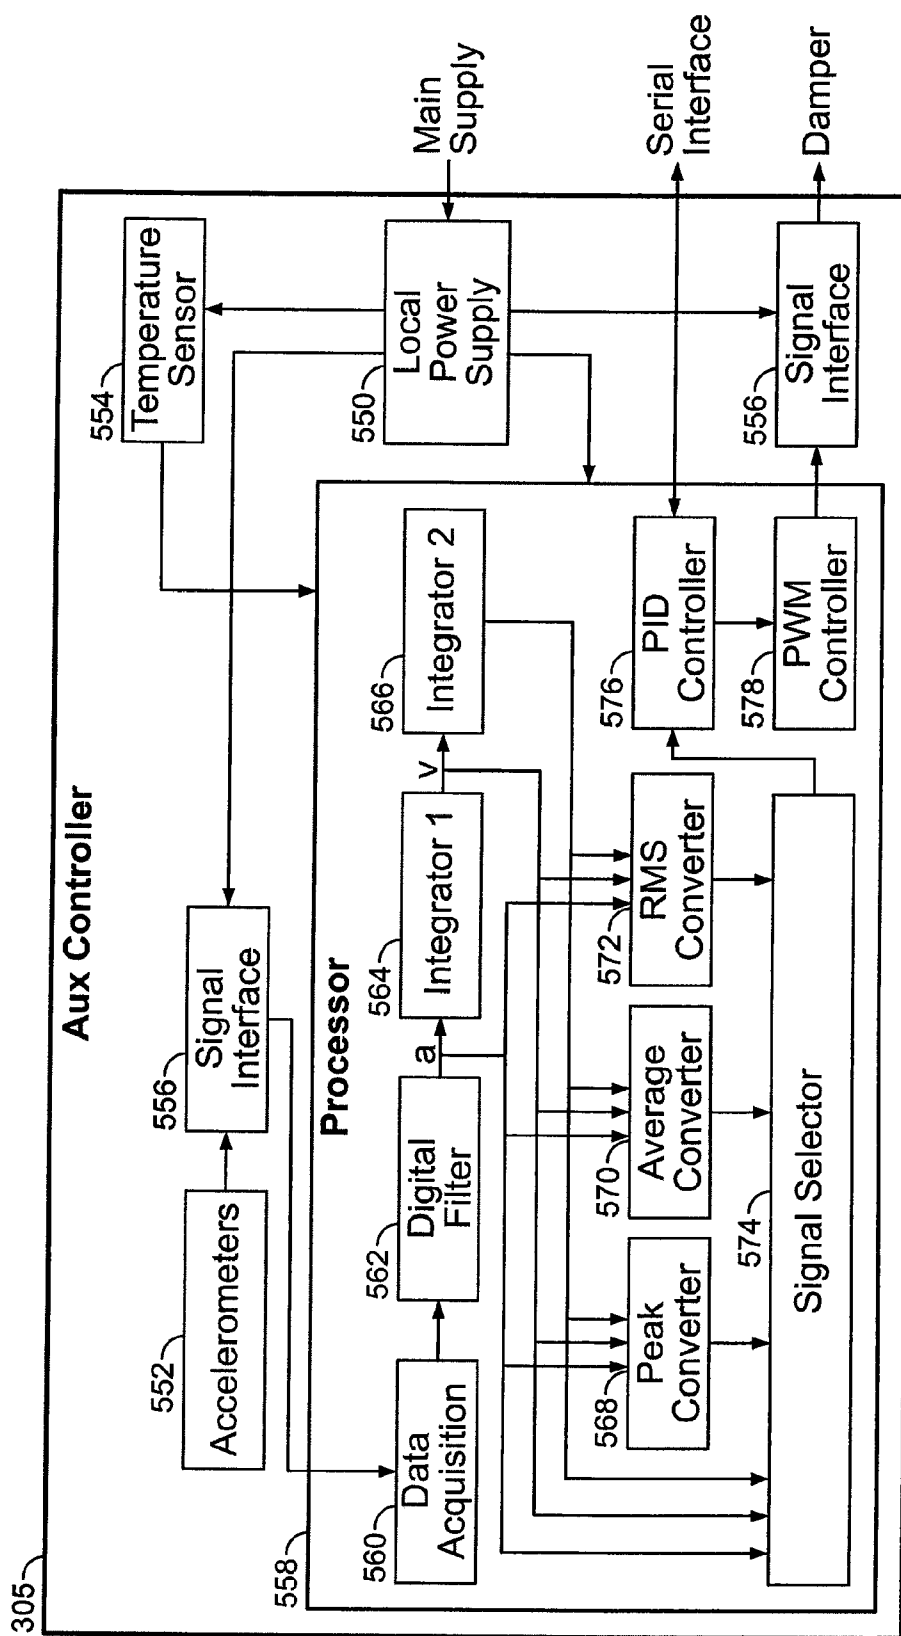 305
Aux Controller
552
Accelerometers
556
Signal
Interface
554
Temperature
Sensor
Main
Supply
550
Local
Power
Supply
558
Processor
560
Data
Acquisition
562
Digital
Filter
a
564
Integrator 1
v
566
Integrator 2
568
Peak
Converter
570
Average
Converter
572
RMS
Converter
576
PID
Controller
Serial
Interface
574
Signal Selector
578
PWM
Controller
556
Signal
Interface
Damper